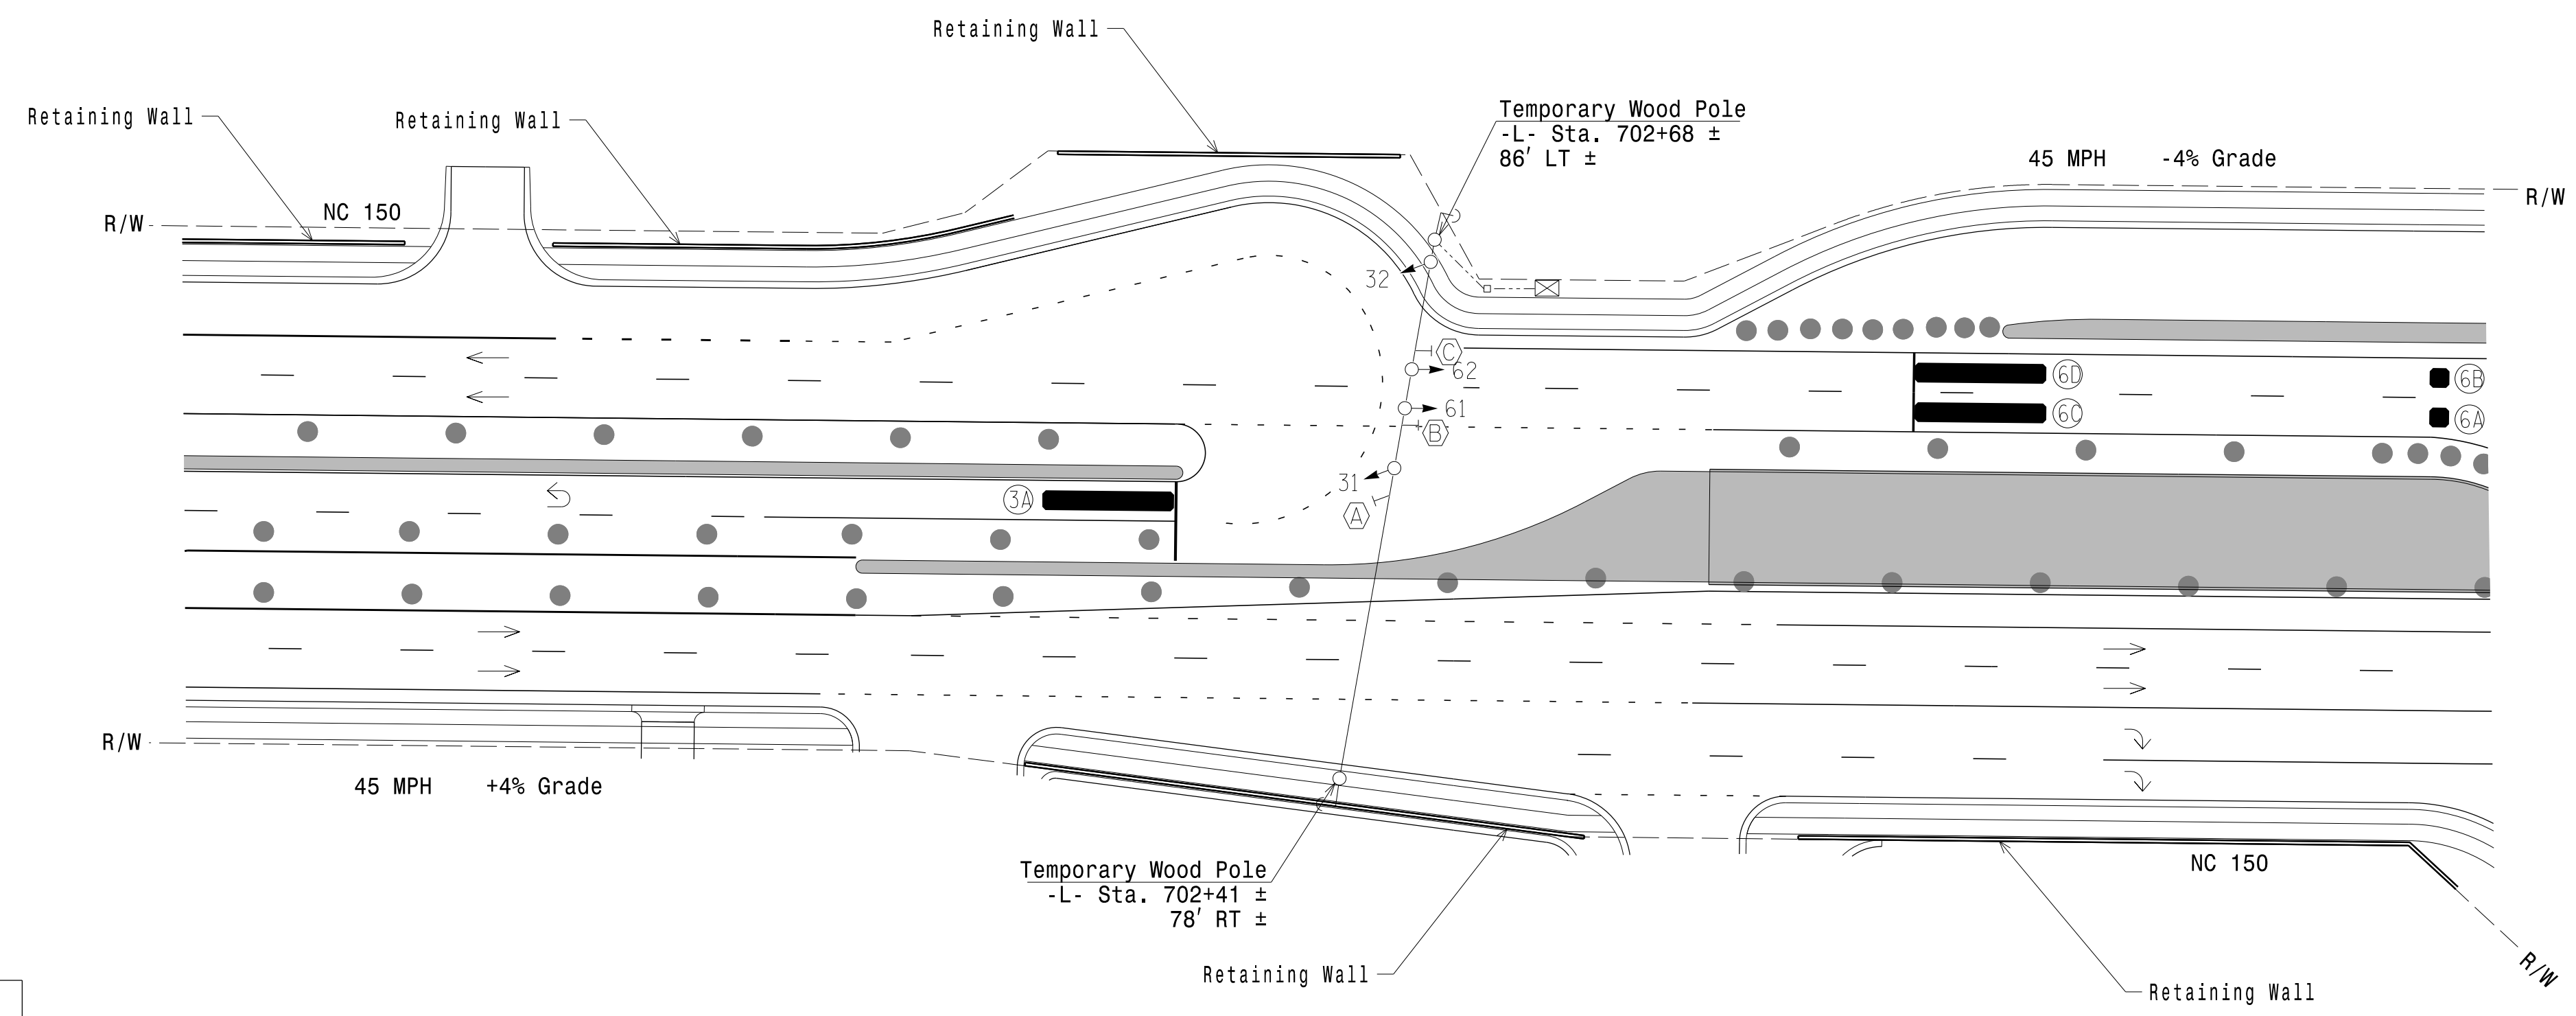 Retaining Wall
Retaining Wall
Retaining Wall
Temporary Wood Pole
-L- Sta. 702+68 ±
86' LT ±
45 MPH -4% Grade
R/W
NC 150
R/W
32
C
62
6D
6B
61
6C
6A
B
31
3A
A
R/W
45 MPH +4% Grade
Temporary Wood Pole
-L- Sta. 702+41 ±
78' RT ±
NC 150
Retaining Wall
Retaining Wall
R/W